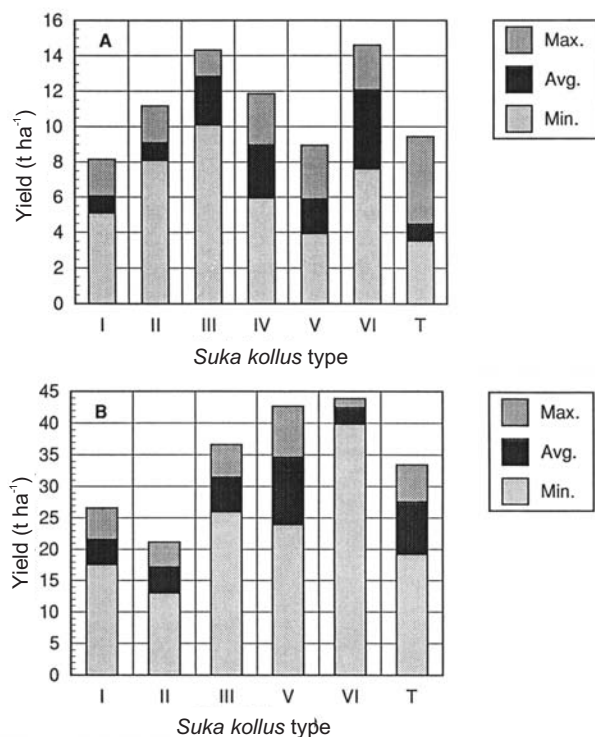 16
A
14
12
10
8
6
4
2
0
Yield (t ha-1)
I II III IV V VI T
Suka kollus type
Max.
Avg.
Min.
45
B
40
35
30
25
20
15
10
5
0
Yield (t ha-1)
I II III V VI T
Suka kollus type
Max.
Avg.
Min.